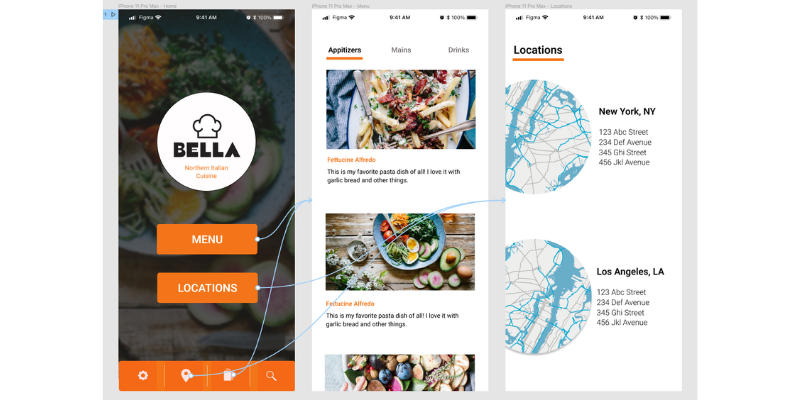 iPhone 11 Pro Max - Home
1
Figma
9:41 AM
100%
BELLA
Northern Italian
Cuisine
MENU
LOCATIONS
iPhone 11 Pro Max - Menu
Figma
9:41 AM
100%
Appitizers
Mains
Drinks
Fettucine Alfredo
This is my favorite pasta dish of all! I love it with
garlic bread and other things.
Fettucine Alfredo
This is my favorite pasta dish of all! I love it with
garlic bread and other things.
iPhone 11 Pro Max - Locations
Figma
9:41 AM
100%
Locations
New York, NY
123 Abc Street
234 Def Avenue
345 Ghi Street
456 Jkl Avenue
Los Angeles, LA
123 Abc Street
234 Def Avenue
345 Ghi Street
456 Jkl Avenue